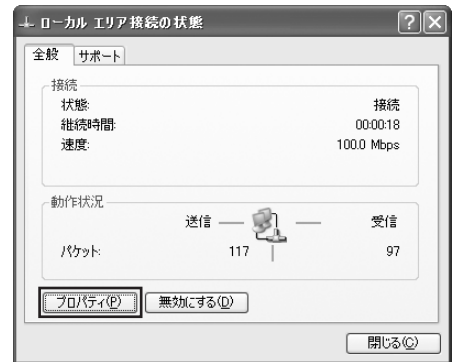 ローカル エリア接続の状態
全般 サポート
接続
状態: 接続
継続時間: 00:00:18
速度: 100.0 Mbps
動作状況
送信 受信
パケット: 117 97
プロパティ(P) 無効にする(D)
閉じる(C)